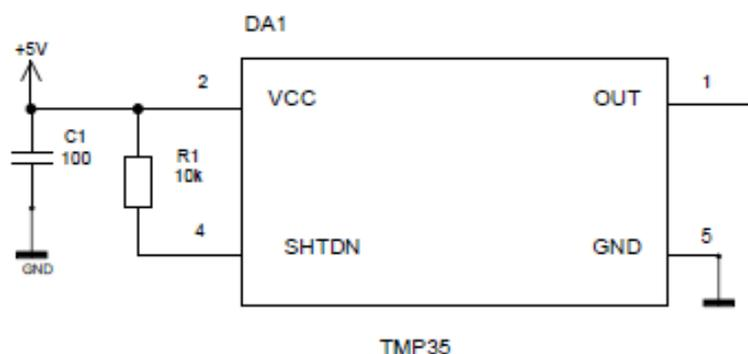 DA1
+5V
2
VCC
OUT
1
C1
100
R1
10k
4
SHTDN
GND
5
GND
TMP35